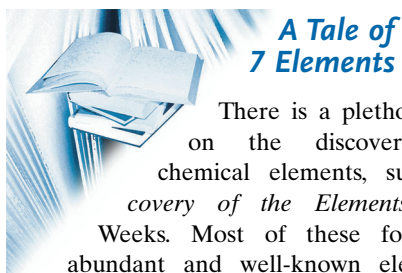 A Tale of
7 Elements
There is a pletho
on the discover
chemical elements, su
covery of the Elements
Weeks. Most of these fo
abundant and well-known ele